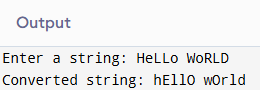 Output
Enter a string: HeLLo WoRLD
Converted string: hEllO wOrld